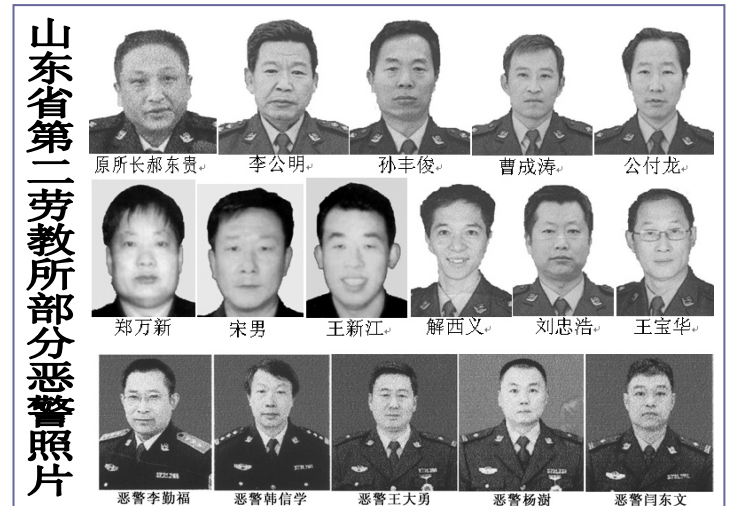 山东省第二劳教所部分恶警照片
原所长郝东贵
李公明
孙丰俊
曹成涛
公付龙
郑万新
宋男
王新江
解西义
刘忠浩
王宝华
恶警李勤福
恶警韩信学
恶警王大勇
恶警杨澍
恶警闫东文